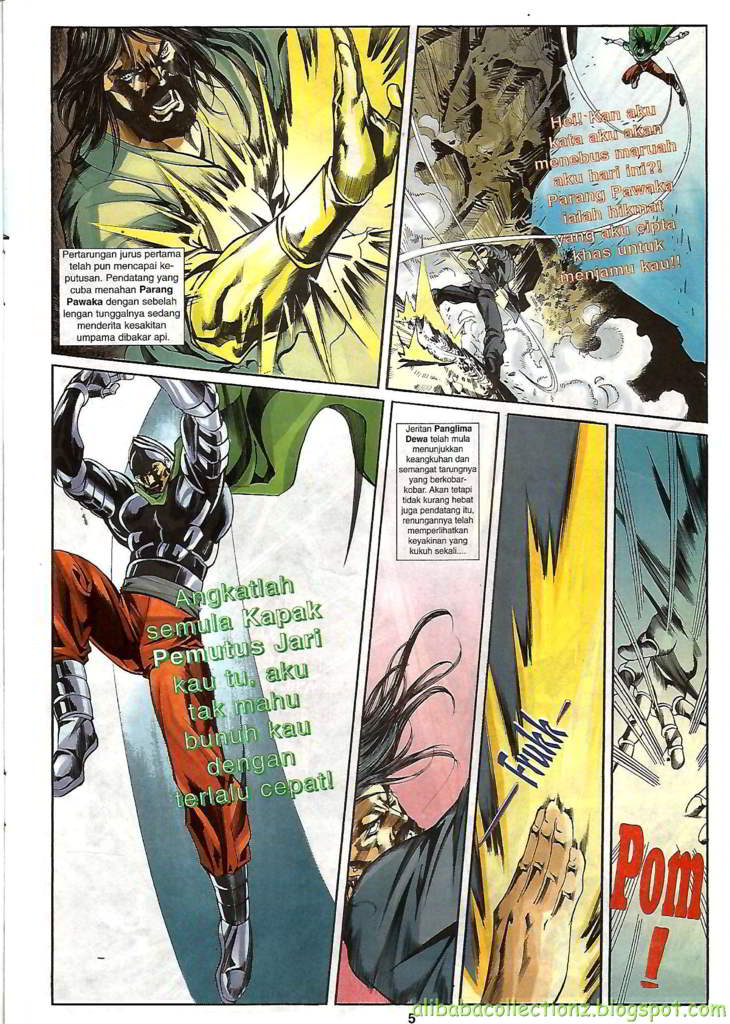 Pertarungan jurus pertama
telah pun mencapai ke-
putusan. Pendatang yang
cuba menahan Parang
Pawaka dengan sebelah
lengan tunggalnya sedang
menderita kesakitan
umpama dibakar api.
Hei! Kan aku
kata aku akan
menebus maruah
aku hari ini?!
Parang Pawaka
ialah hikmat
yang aku cipta
khas untuk
menjamu kau!!
Angkatlah
semula Kapak
Pemutus Jari
kau tu, aku
tak mahu
bunuh kau
dengan
terlalu cepat!
Jeritan Panglima
Dewa telah mula
menunjukkan
keangkuhan dan
semangat tarungnya
yang berkobar-
kobar. Akan tetapi
tidak kurang hebat
juga pendatang itu,
renungannya telah
memperlihatkan
keyakinan yang
kukuh sekali....
Frukk
Pom
!
5
alibabacollectionz.blogspot.com